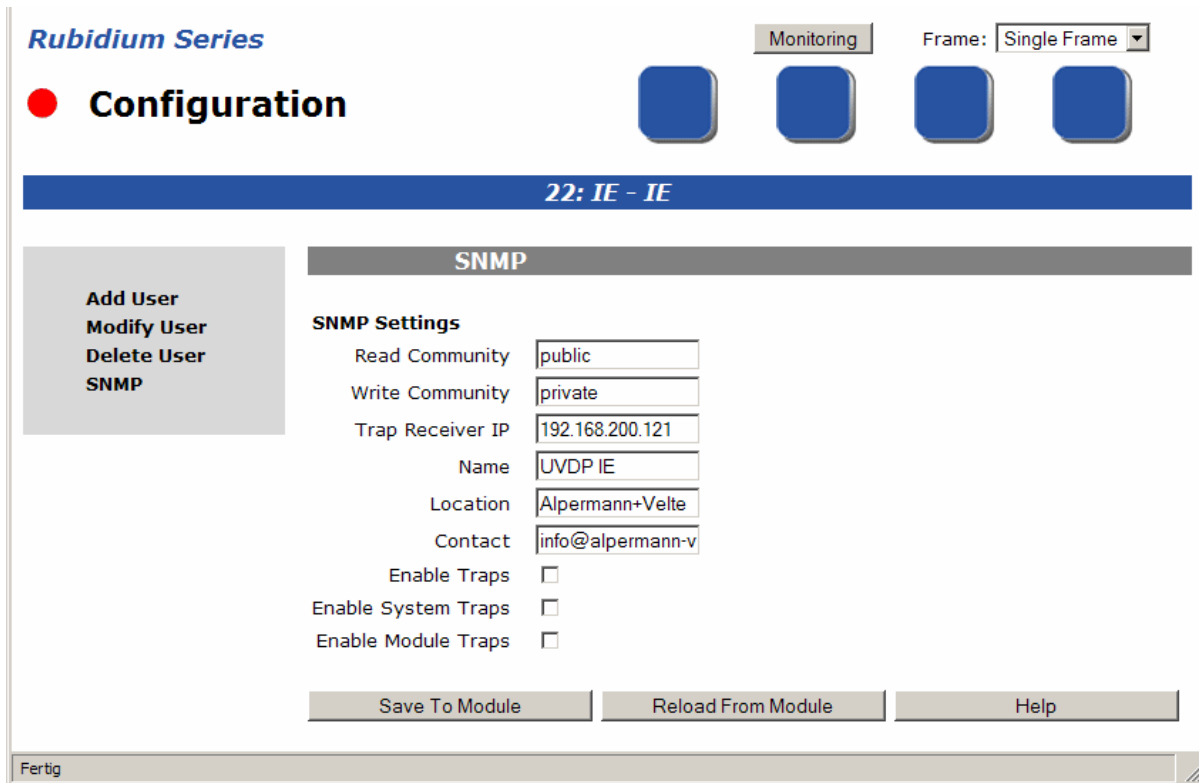 Rubidium Series
Monitoring
Frame: Single Frame
Configuration
22: IE - IE
Add User
Modify User
Delete User
SNMP
SNMP
SNMP Settings
Read Community public
Write Community private
Trap Receiver IP 192.168.200.121
Name UVDP IE
Location Alpermann+Velte
Contact info@alpermann-v
Enable Traps
Enable System Traps
Enable Module Traps
Save To Module
Reload From Module
Help
Fertig